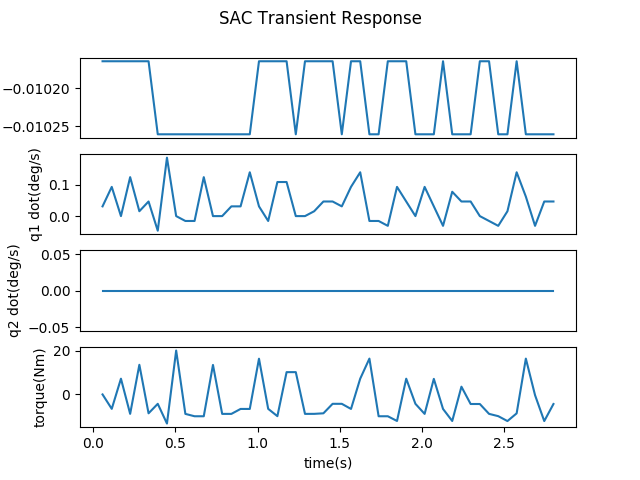 SAC Transient Response
−0.01020
−0.01025
q1 dot(deg/s)
0.1
0.0
q2 dot(deg/s)
0.05
0.00
−0.05
torque(Nm)
20
0
0.0 0.5 1.0 1.5 2.0 2.5
time(s)